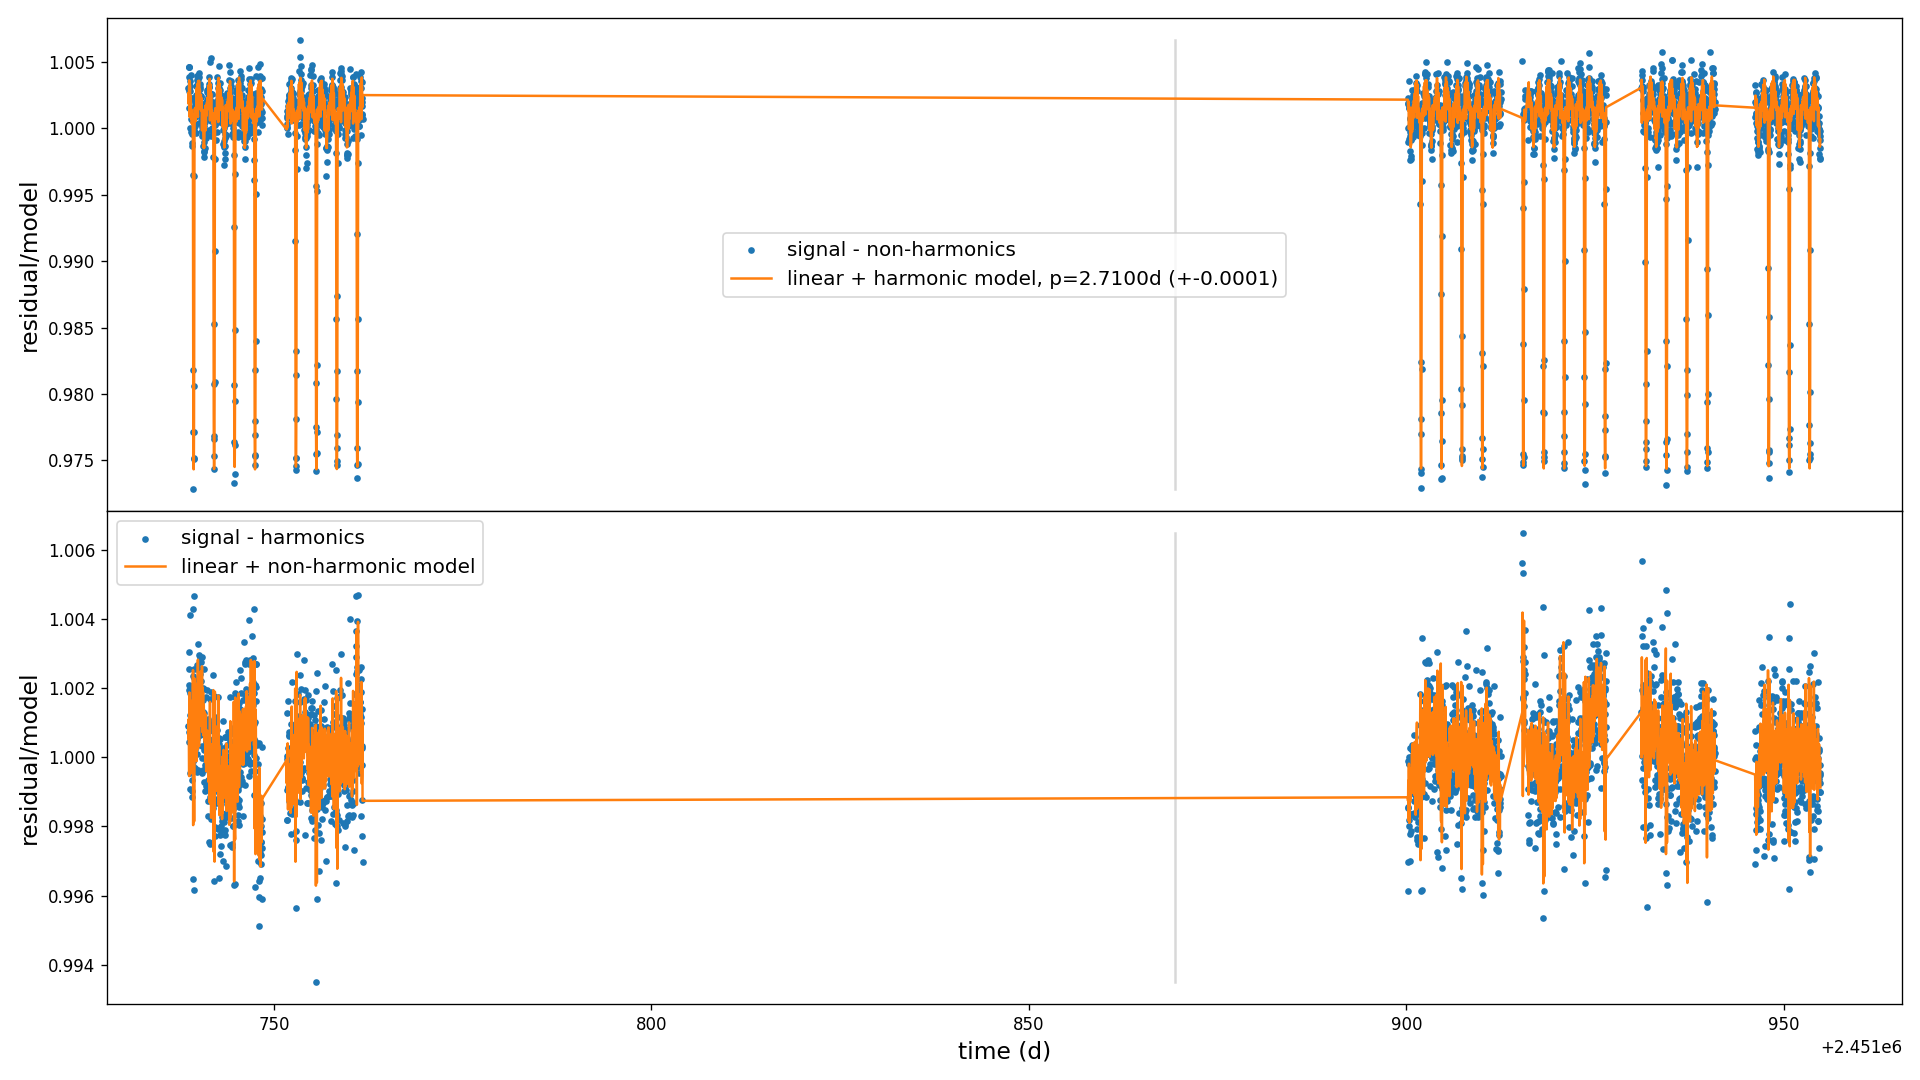 1.005
1.000
0.995
0.990
0.985
0.980
0.975
residual/model
signal - non-harmonics
linear + harmonic model, p=2.7100d (+-0.0001)
signal - harmonics
linear + non-harmonic model
1.006
1.004
1.002
1.000
0.998
0.996
0.994
residual/model
750
800
850
900
950
time (d)
+2.451e6